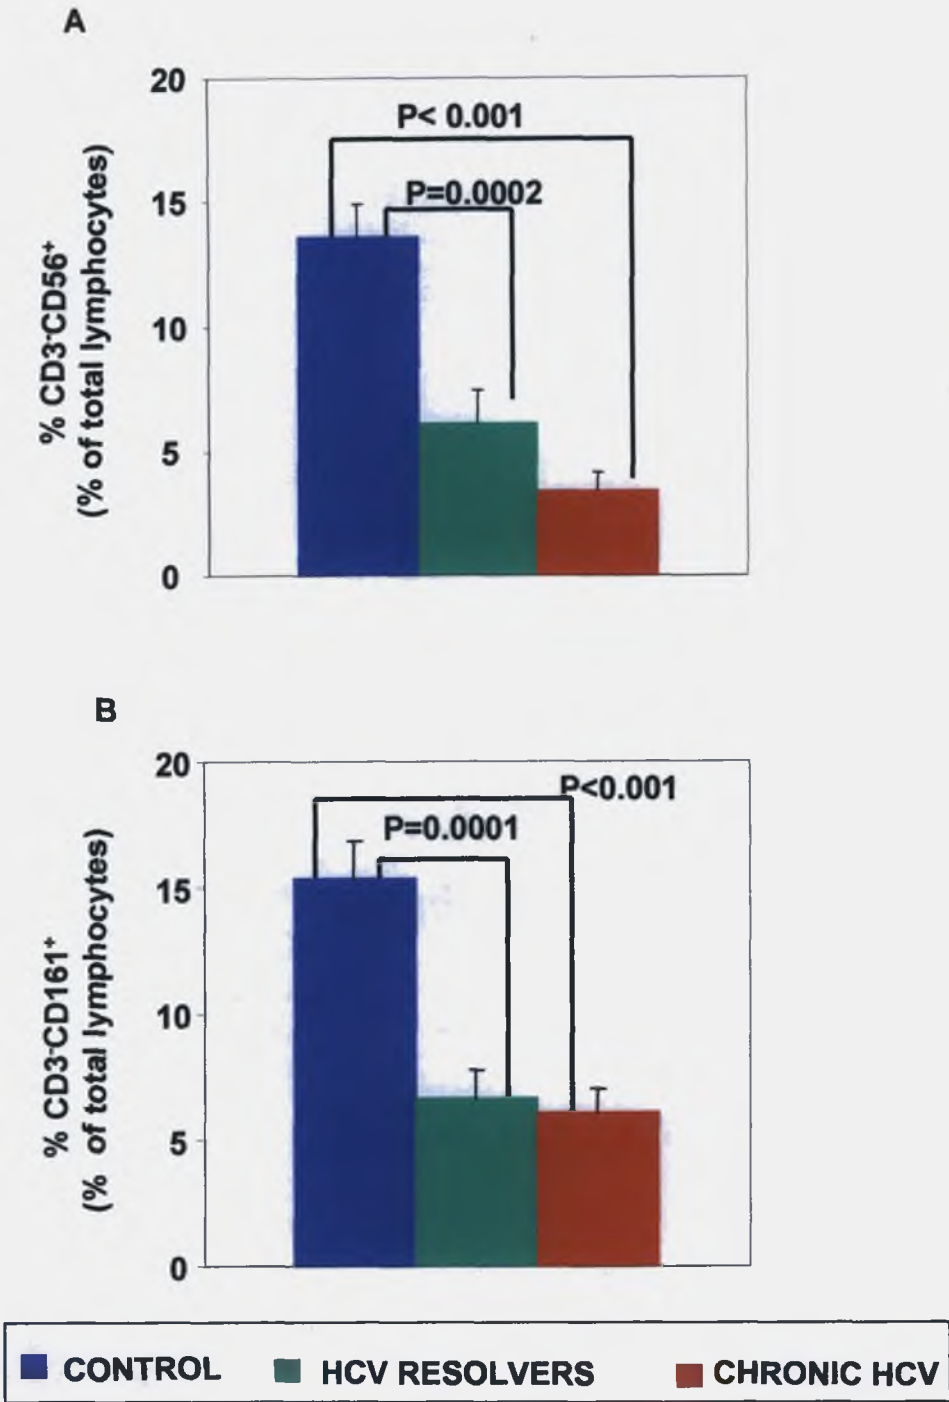 A
20
P< 0.001
15
P=0.0002
10
5
0
% CD3-CD56+
(% of total lymphocytes)
B
20
P<0.001
P=0.0001
15
10
5
0
% CD3-CD161+
(% of total lymphocytes)
CONTROL HCV RESOLVERS CHRONIC HCV